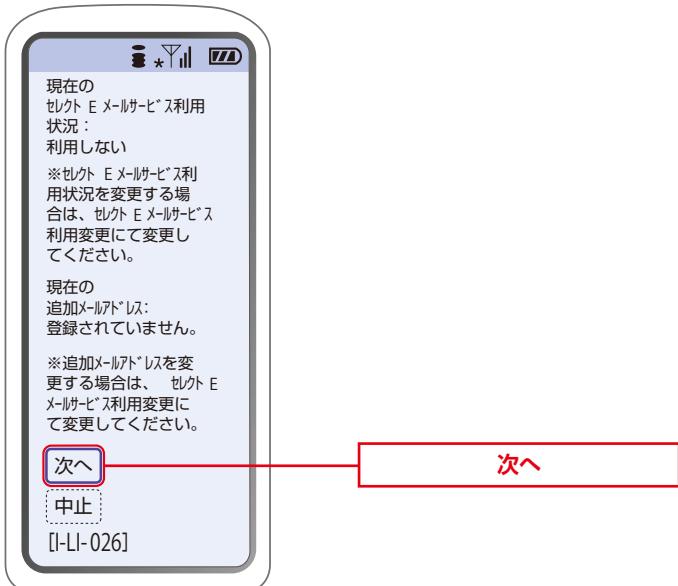 現在の
ｾﾚｸﾄ E ﾒｰﾙｻｰﾋﾞｽ利用
状況：
利用しない
※ｾﾚｸﾄ E ﾒｰﾙｻｰﾋﾞｽ利
用状況を変更する場
合は、ｾﾚｸﾄ E ﾒｰﾙｻｰﾋﾞｽ
利用変更にて変更し
てください。
現在の
追加ﾒｰﾙｱﾄﾞﾚｽ:
登録されていません。
※追加ﾒｰﾙｱﾄﾞﾚｽを変
更する場合は、 ｾﾚｸﾄ E
ﾒｰﾙｻｰﾋﾞｽ利用変更に
て変更してください。
次へ
次へ
中止
[I-LI-026]